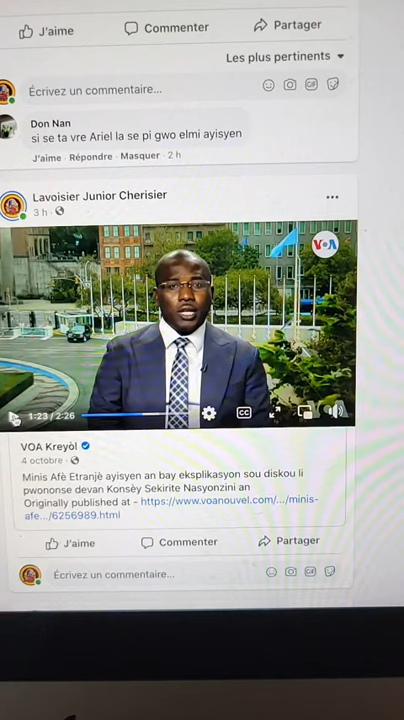 J'aime Commenter Partager
Les plus pertinents
Écrivez un commentaire...
Don Nan
si se ta vre Ariel la se pi gwo elmi ayisyen
J'aime · Répondre · Masquer · 2 h
Lavoisier Junior Cherisier
3 h ·
VOA
1:23 / 2:26
CC
VOA Kreyòl
4 octobre ·
Minis Afè Etranjè ayisyen an bay eksplikasyon sou diskou li
pwononse devan Konsèy Sekirite Nasyonzini an
Originally published at - https://www.voanouvel.com/.../minis-
afe.../6256989.html
J'aime Commenter Partager
Écrivez un commentaire...